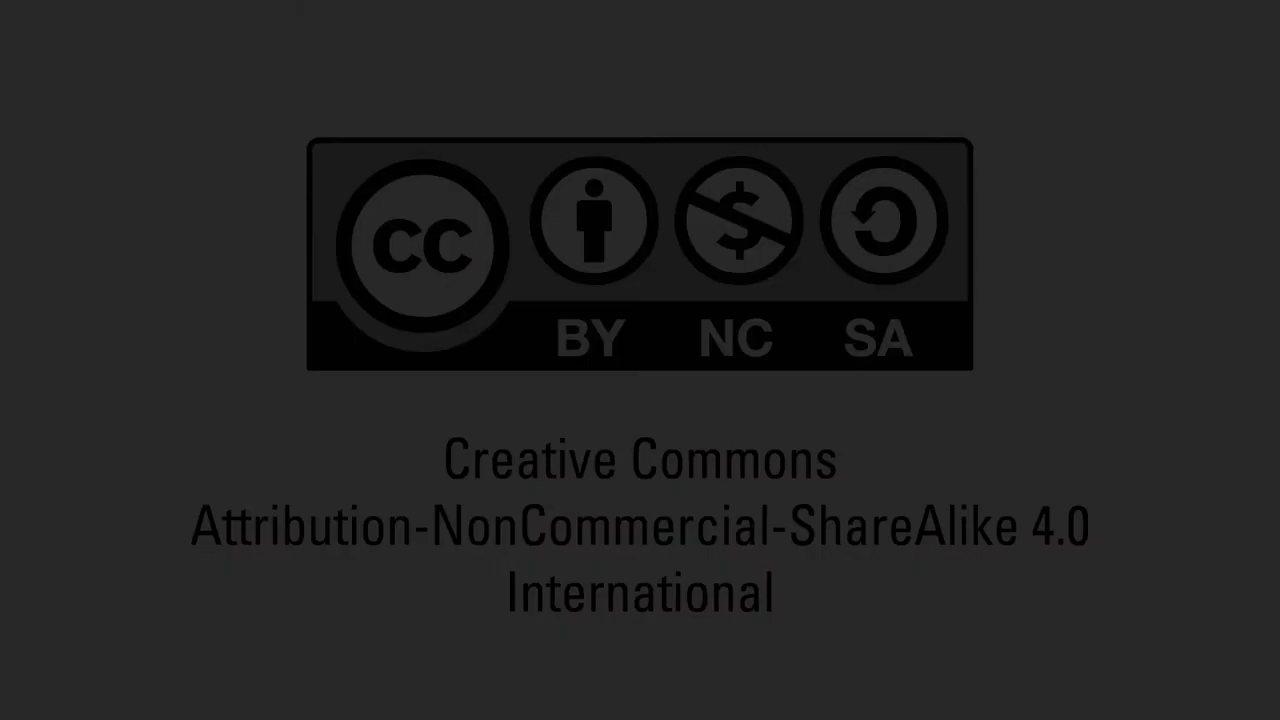 CC
BY NC SA
Creative Commons
Attribution-NonCommercial-ShareAlike 4.0
International